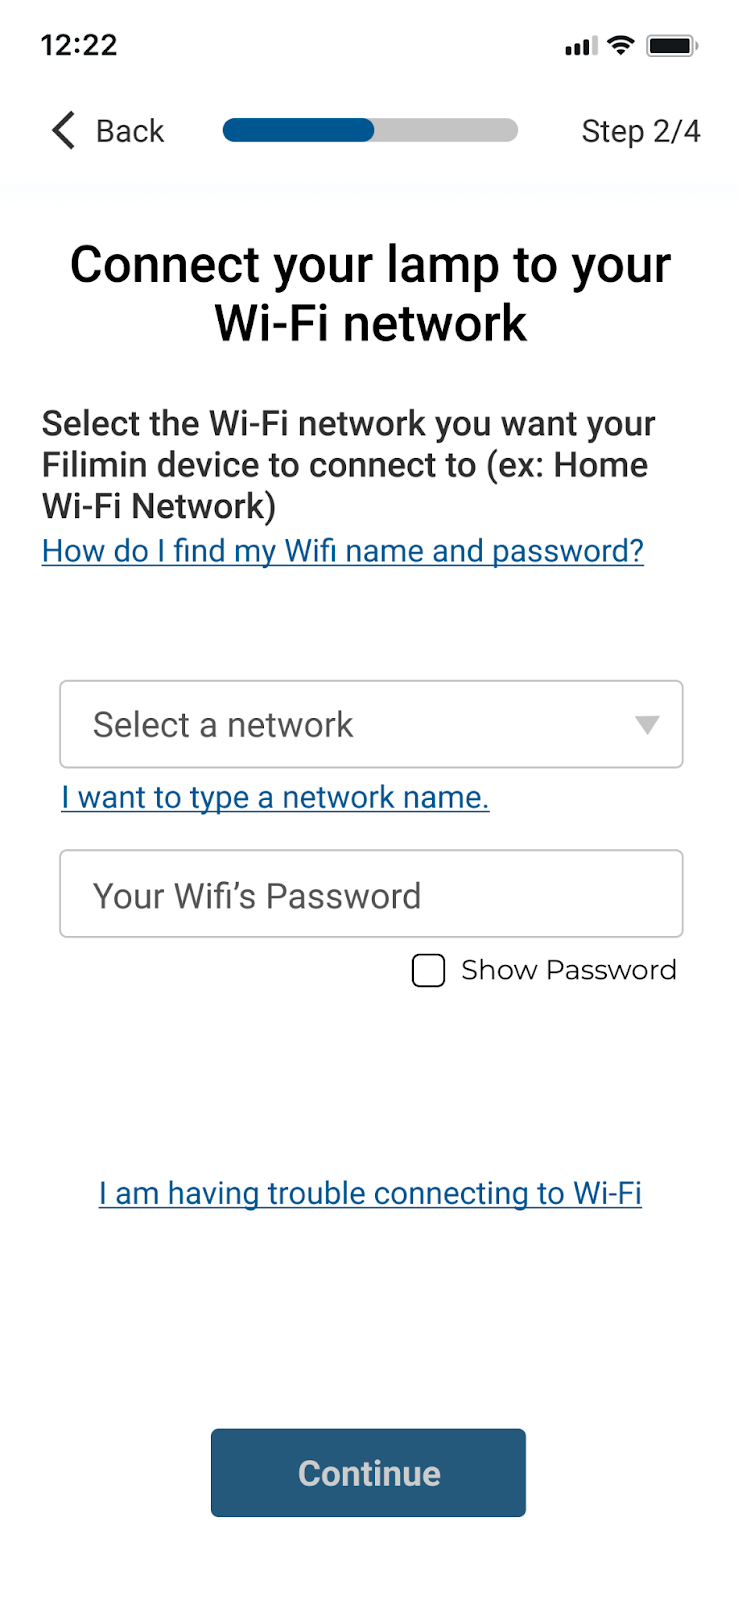 12:22
Back
Step 2/4
Connect your lamp to your
Wi-Fi network
Select the Wi-Fi network you want your
Filimin device to connect to (ex: Home
Wi-Fi Network)
How do I find my Wifi name and password?
Select a network
I want to type a network name.
Your Wifi’s Password
Show Password
I am having trouble connecting to Wi-Fi
Continue